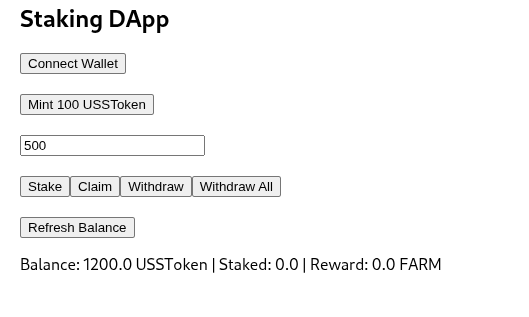 Staking DApp
Connect Wallet
Mint 100 USSToken
500
Stake Claim Withdraw Withdraw All
Refresh Balance
Balance: 1200.0 USSToken | Staked: 0.0 | Reward: 0.0 FARM